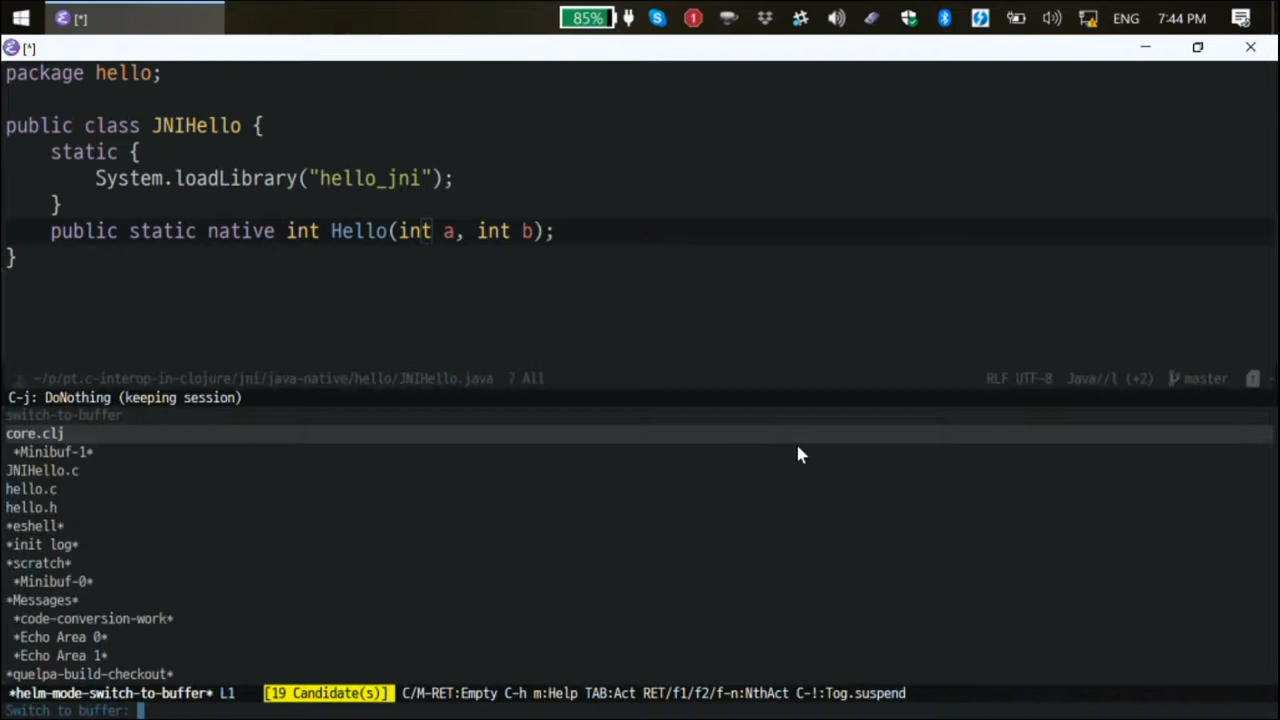 [*]
85%
1
ENG
7:44 PM
[*]
package hello;
public class JNIHello {
static {
System.loadLibrary("hello_jni");
}
public static native int Hello(int a, int b);
}
~/p/pt.c-interop-in-clojure/jni/java-native/hello/JNIHello.java 7 All RLF UTF-8 Java//l (+2) master
C-j: DoNothing (keeping session)
switch-to-buffer
core.clj
*Minibuf-1*
JNIHello.c
hello.c
hello.h
*eshell*
*init log*
*scratch*
*Minibuf-0*
*Messages*
*code-conversion-work*
*Echo Area 0*
*Echo Area 1*
*quelpa-build-checkout*
*helm-mode-switch-to-buffer* L1 [19 Candidate(s)] C/M-RET:Empty C-h m:Help TAB:Act RET/f1/f2/f-n:NthAct C-!:Tog.suspend
Switch to buffer: